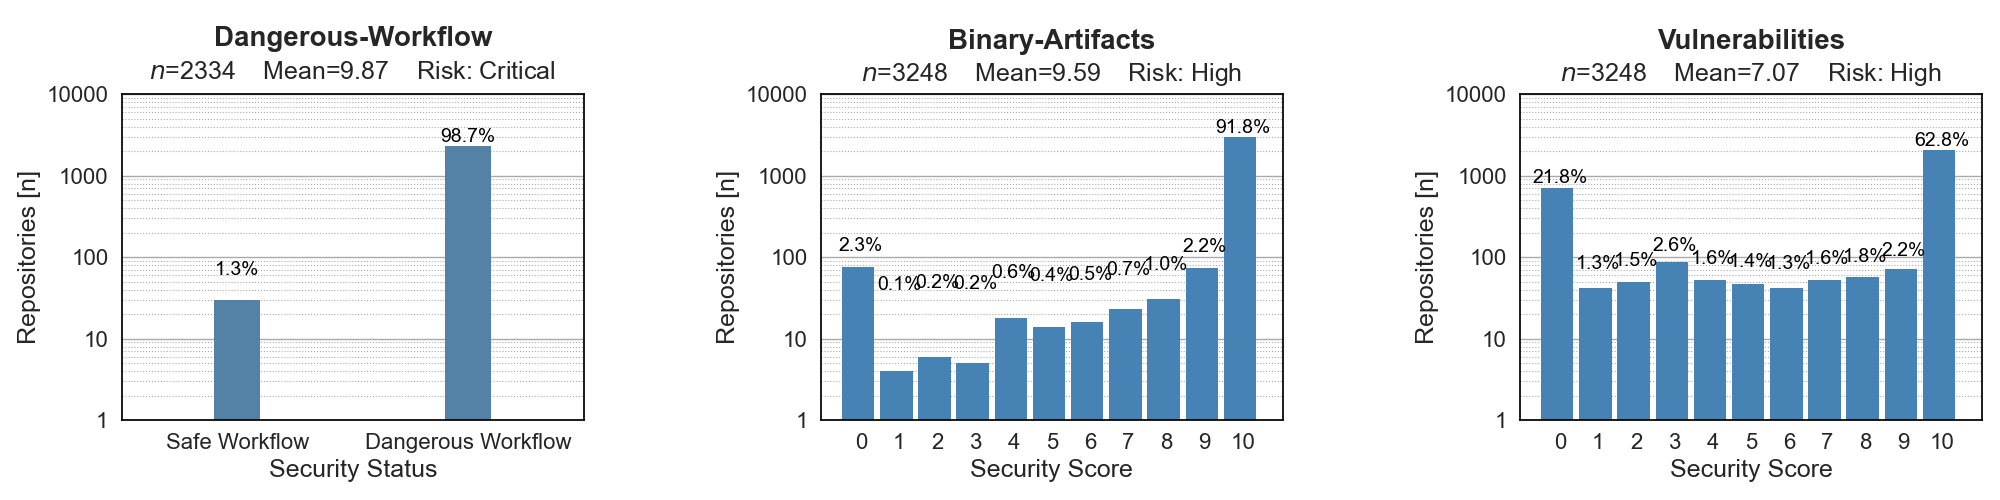 Dangerous-Workflow
n=2334 Mean=9.87 Risk: Critical
10000
1000
100
10
1
Repositories [n]
1.3%
98.7%
Safe Workflow Dangerous Workflow
Security Status
Binary-Artifacts
n=3248 Mean=9.59 Risk: High
10000
1000
100
10
1
Repositories [n]
2.3%
0.1%
0.2%
0.2%
0.6%
0.4%
0.5%
0.7%
1.0%
2.2%
91.8%
0 1 2 3 4 5 6 7 8 9 10
Security Score
Vulnerabilities
n=3248 Mean=7.07 Risk: High
10000
1000
100
10
1
Repositories [n]
21.8%
1.3%
1.5%
2.6%
1.6%
1.4%
1.3%
1.6%
1.8%
2.2%
62.8%
0 1 2 3 4 5 6 7 8 9 10
Security Score